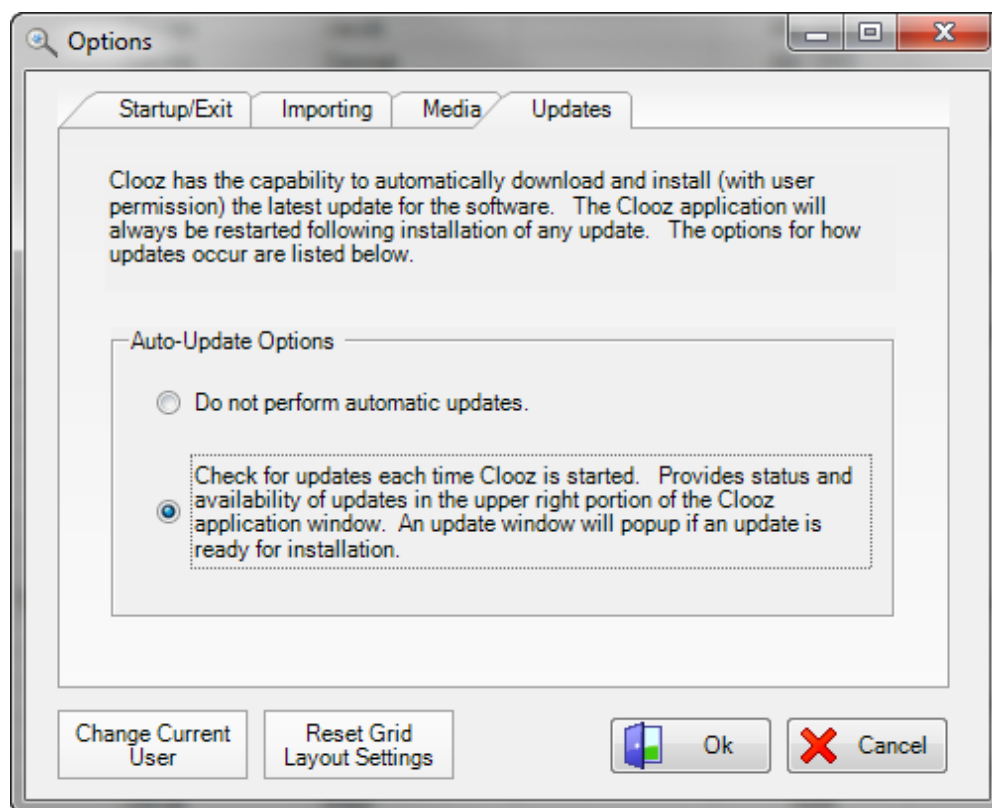 Options
Startup/Exit Importing Media Updates
Clooz has the capability to automatically download and install (with user
permission) the latest update for the software. The Clooz application will
always be restarted following installation of any update. The options for how
updates occur are listed below.
Auto-Update Options
Do not perform automatic updates.
Check for updates each time Clooz is started. Provides status and
availability of updates in the upper right portion of the Clooz
application window. An update window will popup if an update is
ready for installation.
Change Current
User
Reset Grid
Layout Settings
Ok
Cancel